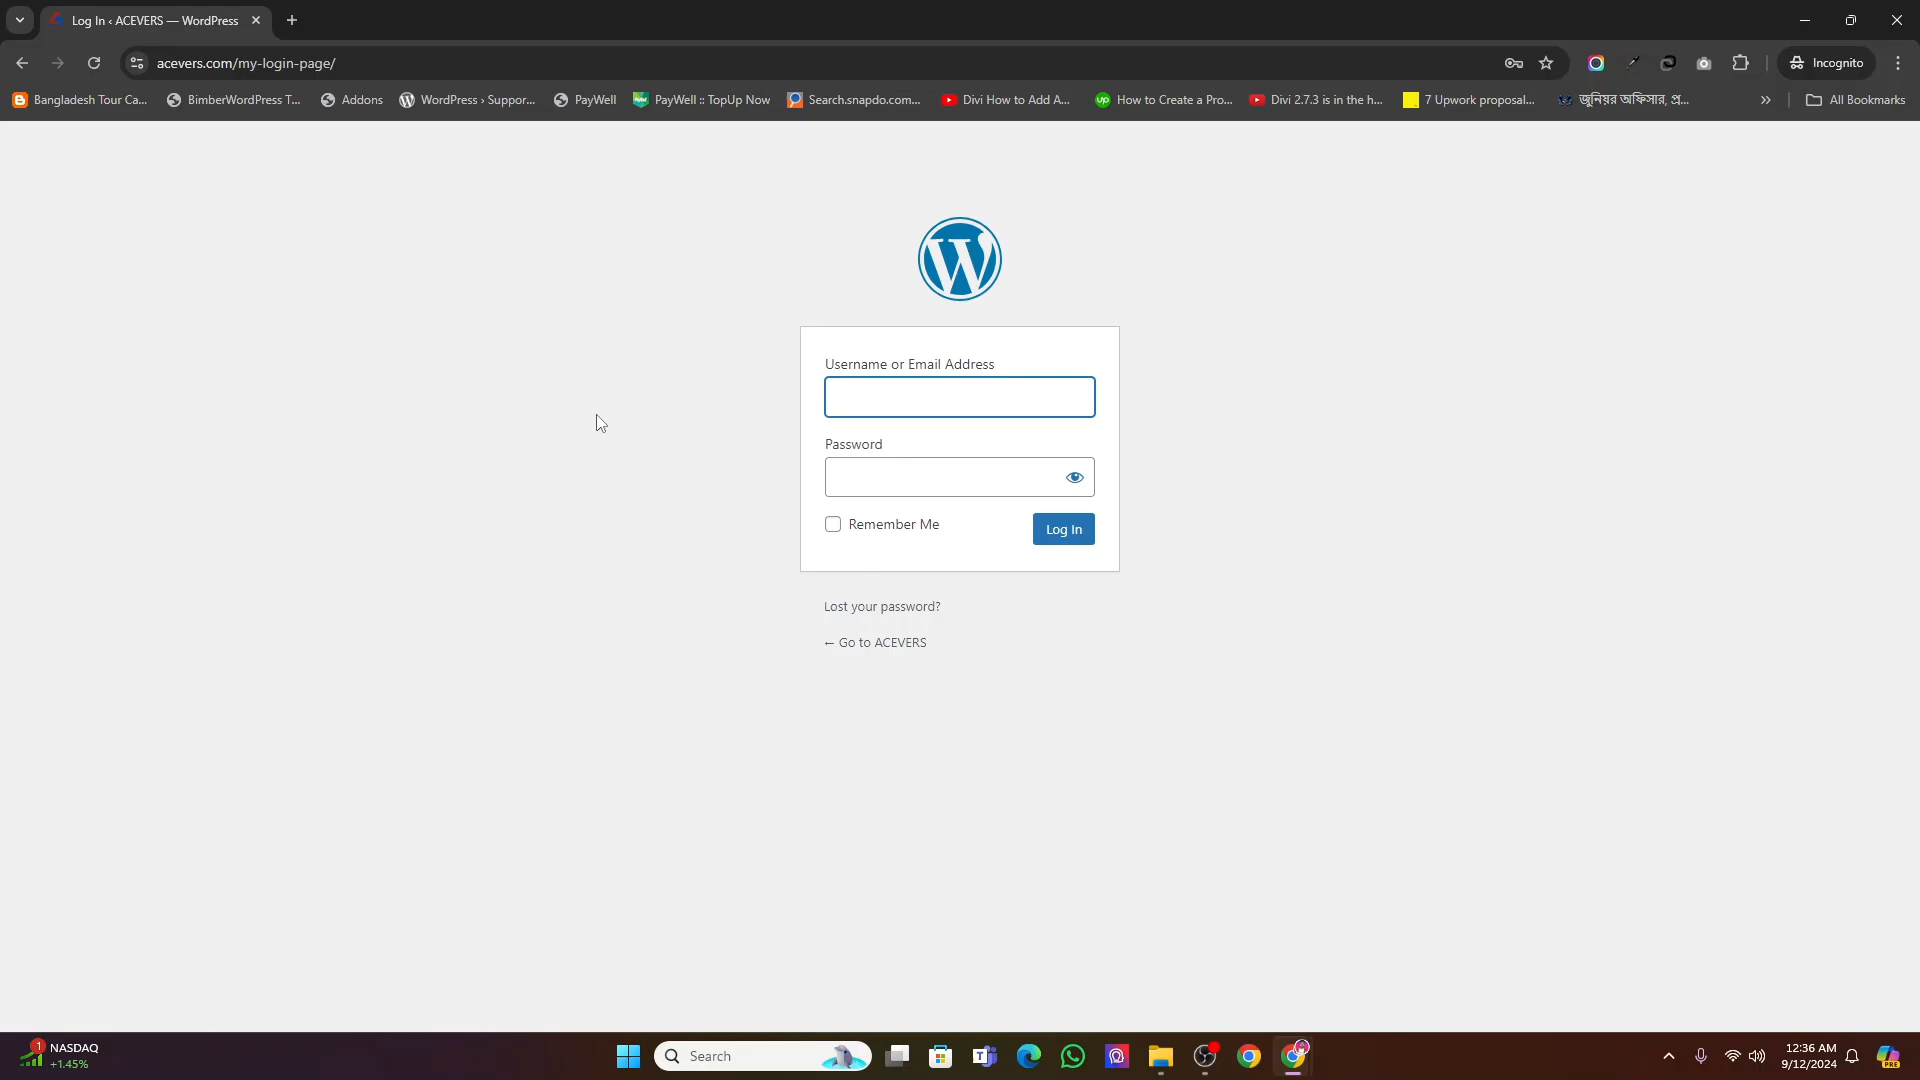 Log In ‹ ACEVERS — WordPress
acevers.com/my-login-page/
Incognito
Bangladesh Tour Ca...
BimberWordPress T...
Addons
WordPress › Suppor...
PayWell
PayWell :: TopUp Now
Search.snapdo.com...
Divi How to Add A...
How to Create a Pro...
Divi 2.7.3 is in the h...
7 Upwork proposal...
জুনিয়র অফিসার, প্র...
»
All Bookmarks
Username or Email Address
Password
Remember Me
Log In
Lost your password?
← Go to ACEVERS
1
NASDAQ
+1.45%
Search
12:36 AM
9/12/2024
PRE